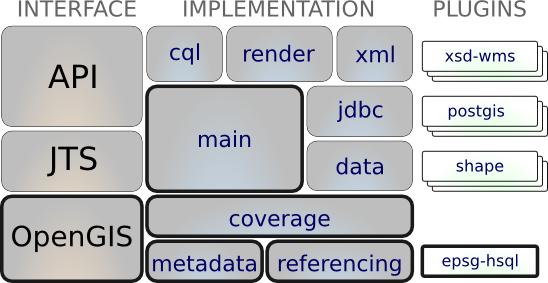 INTERFACE IMPLEMENTATION PLUGINS
API cql render xml xsd-wms
main jdbc postgis
JTS data shape
OpenGIS coverage
metadata referencing epsg-hsql